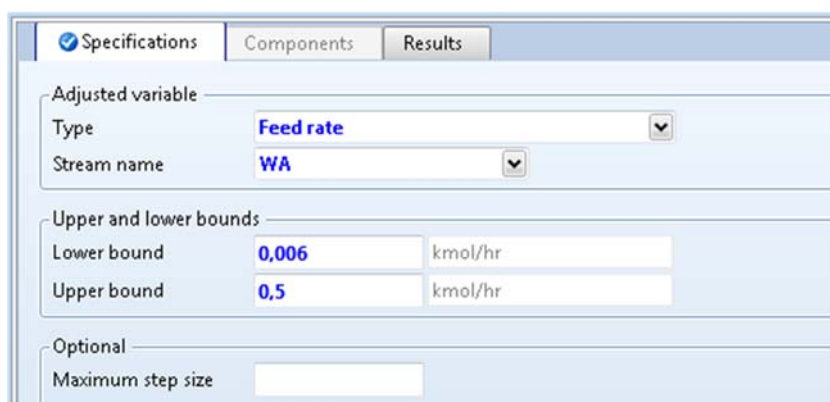 Specifications Components Results
Adjusted variable
Type Feed rate
Stream name WA
Upper and lower bounds
Lower bound 0,006 kmol/hr
Upper bound 0,5 kmol/hr
Optional
Maximum step size